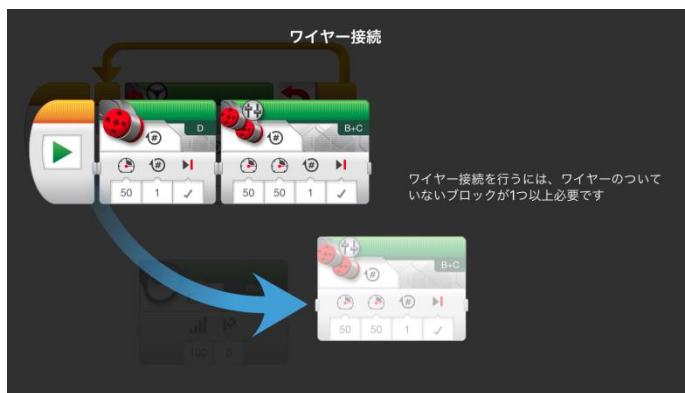 ワイヤー接続
D
B+C
50 1
50 50 1
ワイヤー接続を行うには、ワイヤーのついて
いないブロックが1つ以上必要です
B+C
50 50 1
100 0